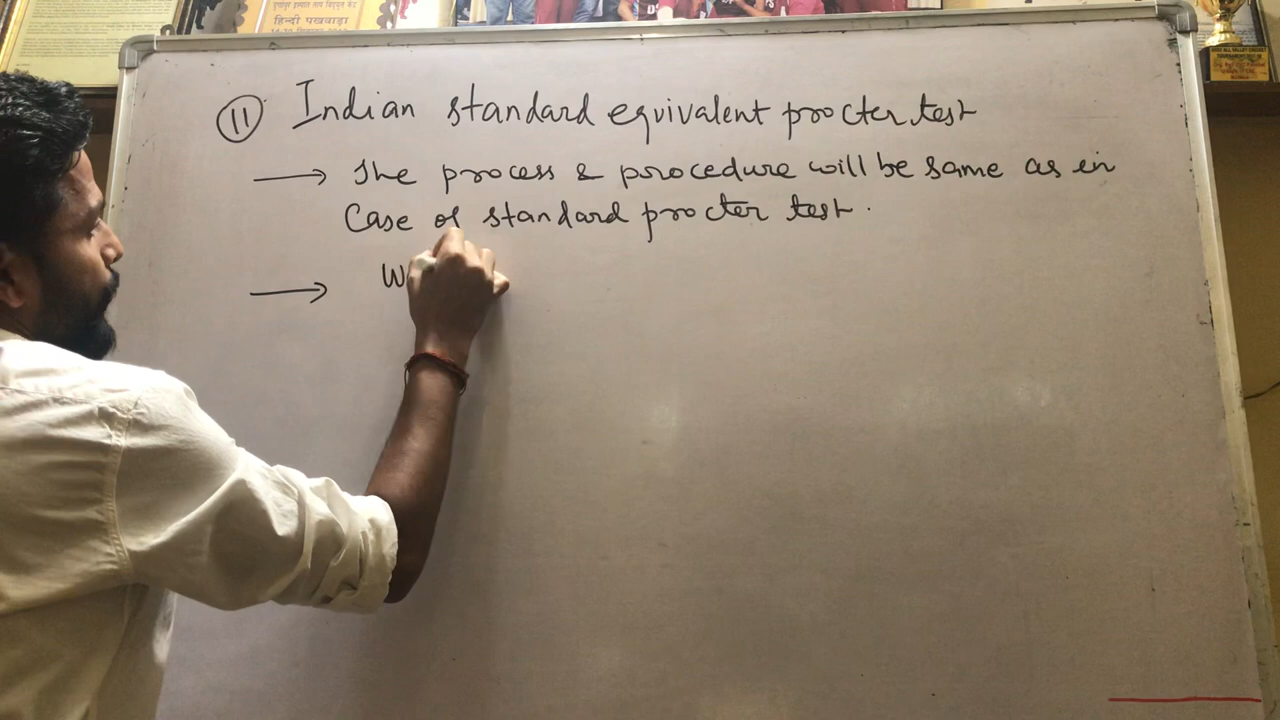 हिन्दी पखवाड़ा
(11) Indian standard equivalent procter test
→ The process & procedure will be same as in
Case of standard procter test.
→ W